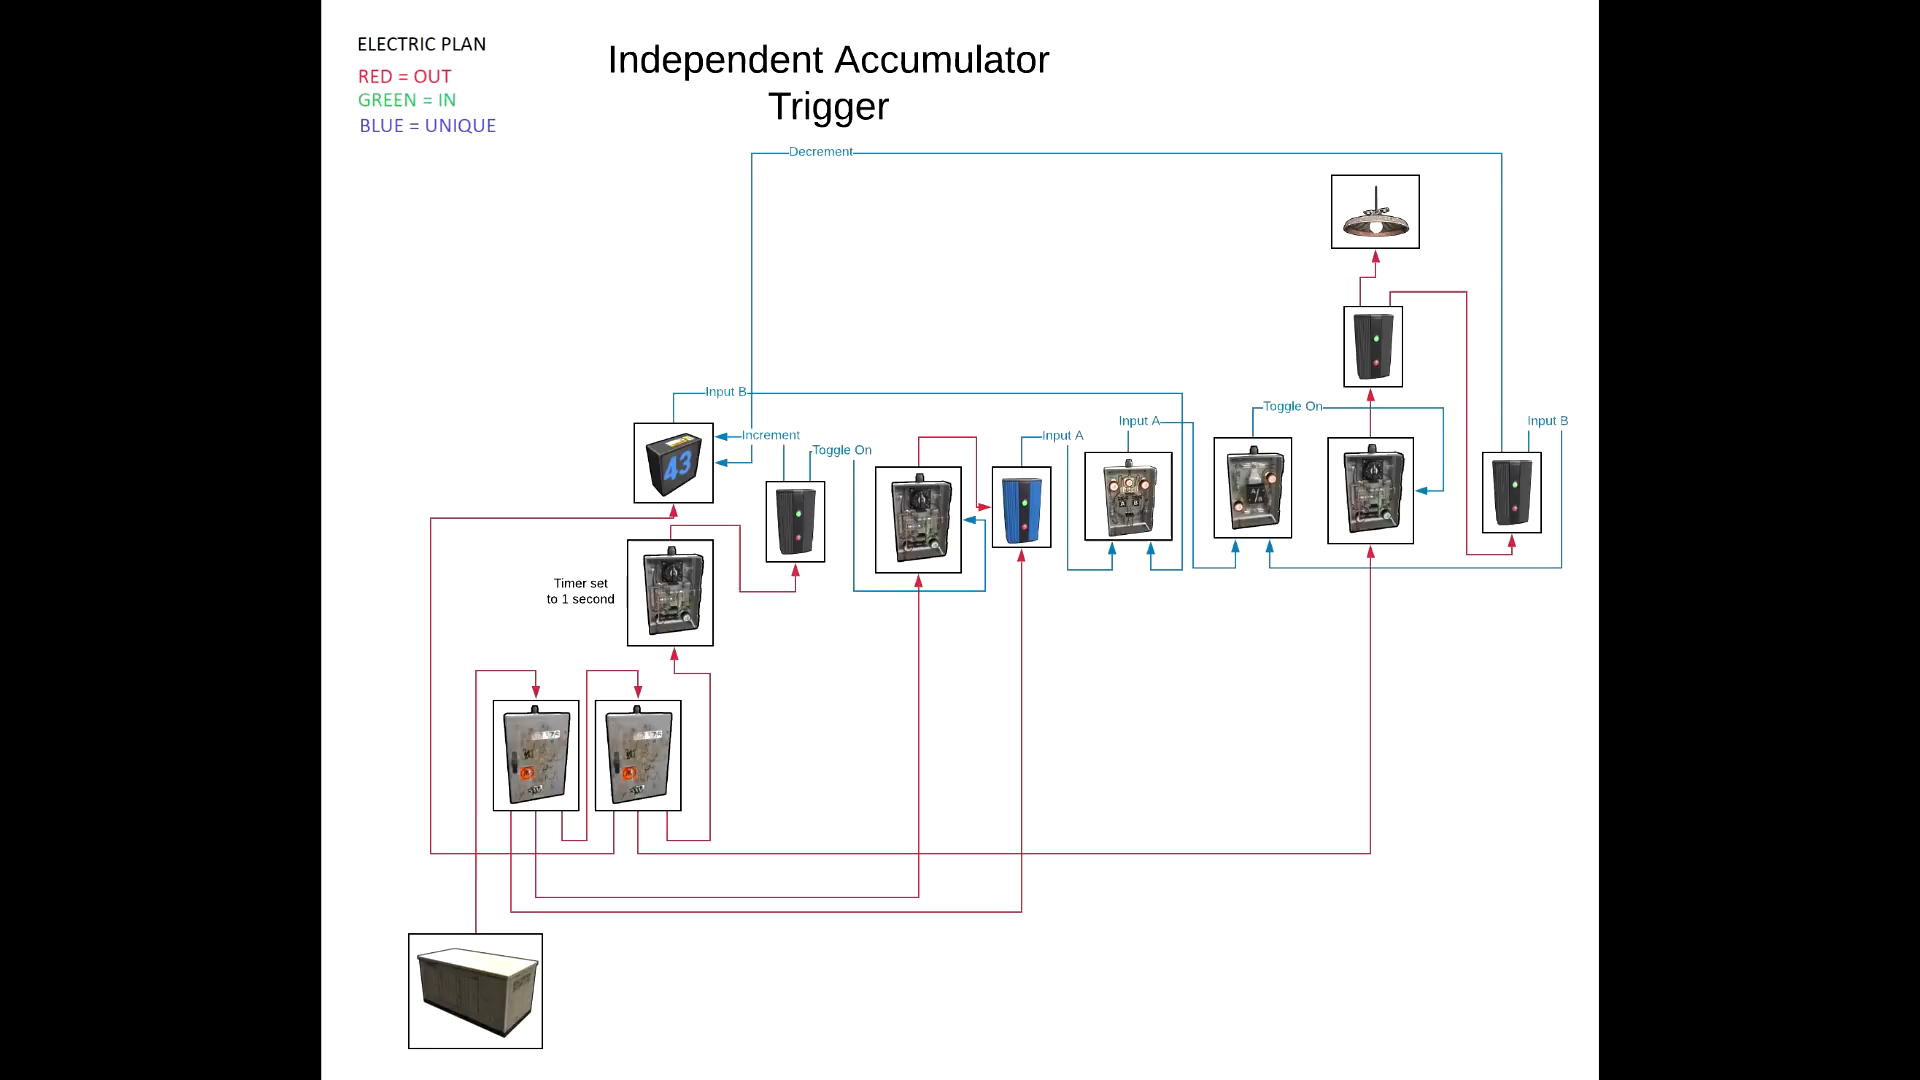 ELECTRIC PLAN
RED = OUT
GREEN = IN
BLUE = UNIQUE
Independent Accumulator
Trigger
Decrement
Input B
Toggle On
Input A
Input B
Increment
Input A
Toggle On
43
Timer set
to 1 second